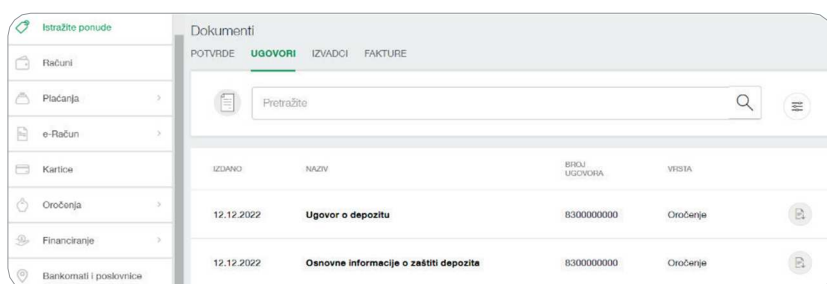 Istražite ponude
Računi
Plaćanja
e-Račun
Kartice
Oročenja
Financiranje
Bankomati i poslovnice
Dokumenti
POTVRDE UGOVORI IZVADCI FAKTURE
Pretražite
IZDANO NAZIV BROJ UGOVORA VRSTA
12.12.2022 Ugovor o depozitu 8300000000 Oročenje
12.12.2022 Osnovne informacije o zaštiti depozita 8300000000 Oročenje